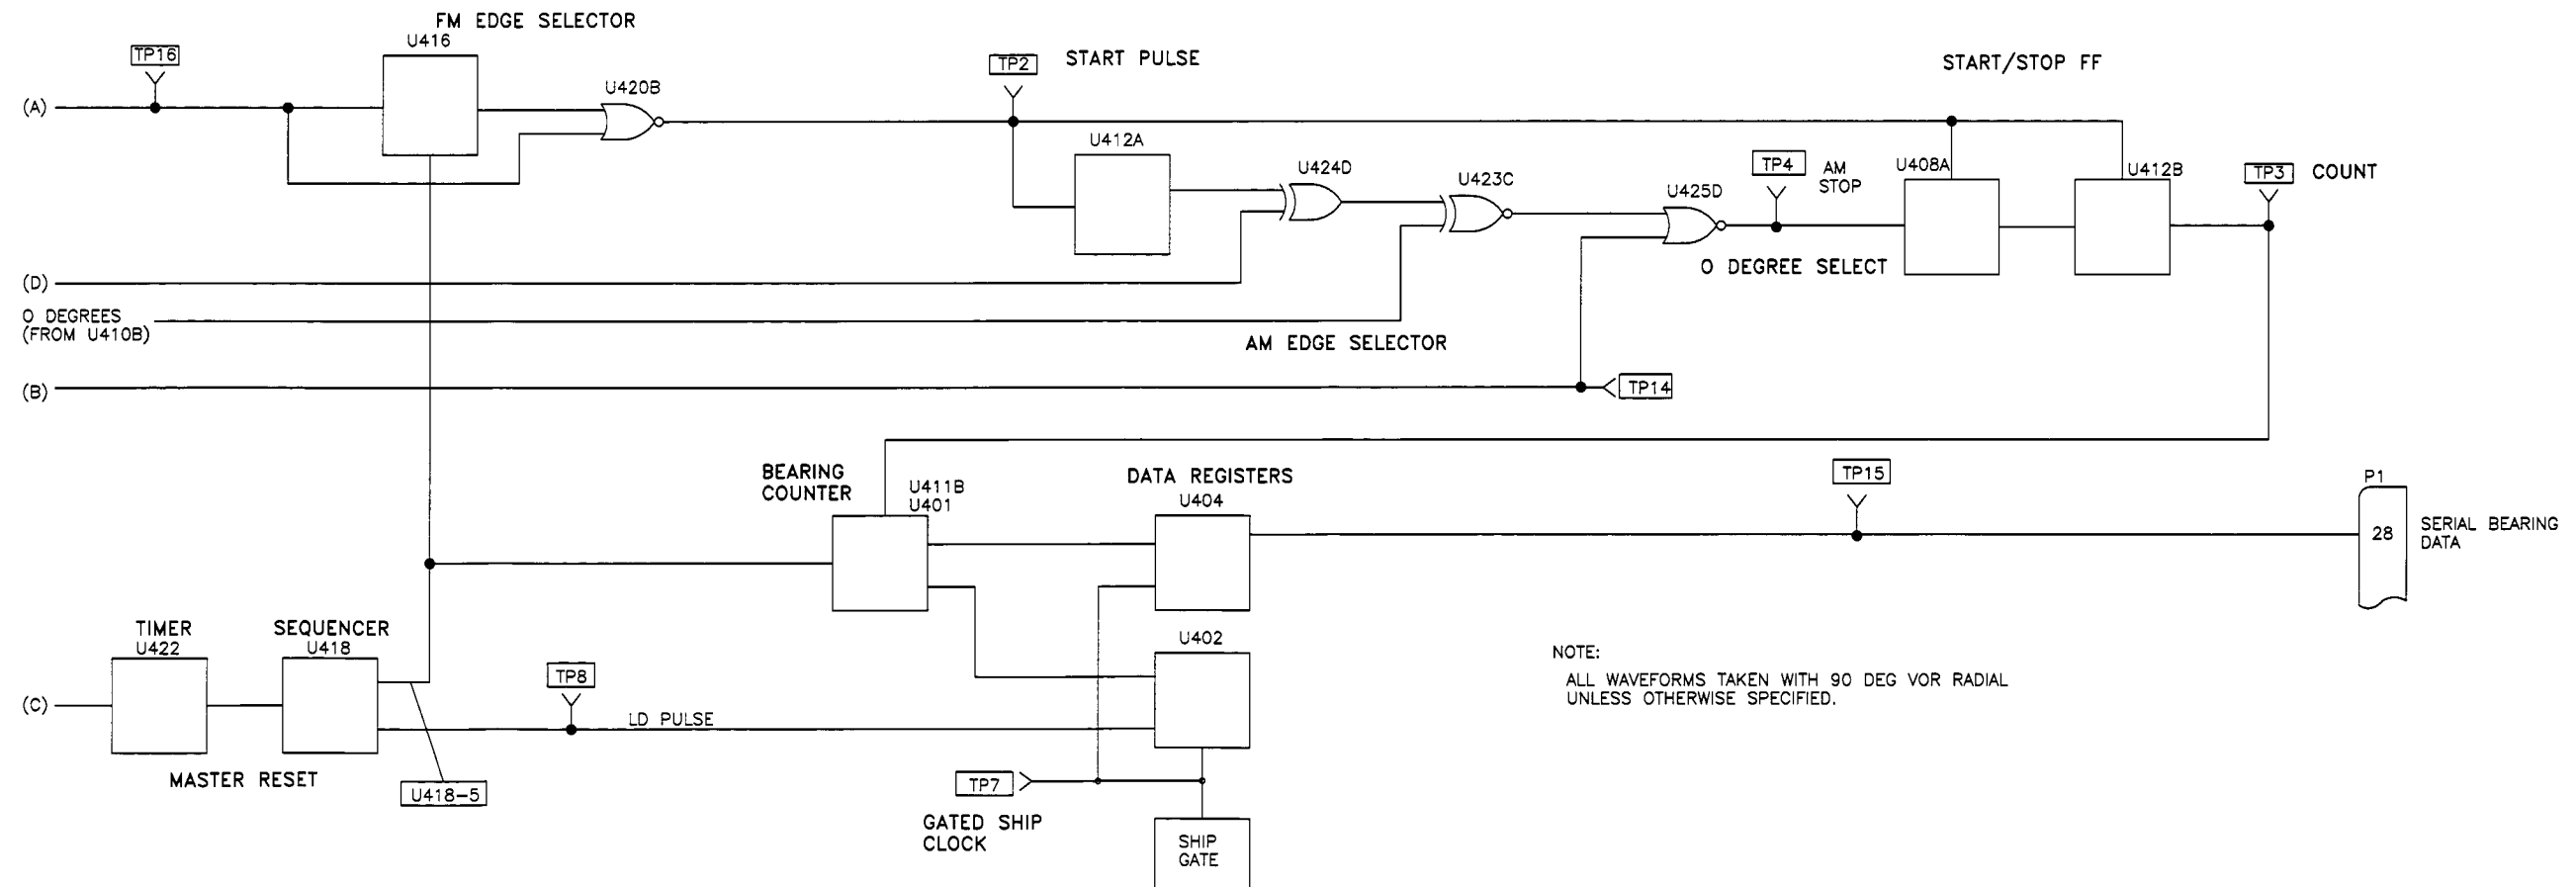 FM EDGE SELECTOR
U416
TP16
U420B
TP2
START PULSE
START/STOP FF
(A)
U412A
U424D
U423C
U425D
TP4
AM
STOP
U408A
U412B
TP3
COUNT
(D)
O DEGREE SELECT
O DEGREES
(FROM U410B)
AM EDGE SELECTOR
(B)
TP14
BEARING
COUNTER
U411B
U401
DATA REGISTERS
U404
TP15
P1
28
SERIAL BEARING
DATA
TIMER
U422
SEQUENCER
U418
TP8
U402
NOTE:
ALL WAVEFORMS TAKEN WITH 90 DEG VOR RADIAL
UNLESS OTHERWISE SPECIFIED.
(C)
LD PULSE
MASTER RESET
U418-5
TP7
GATED SHIP
CLOCK
SHIP
GATE